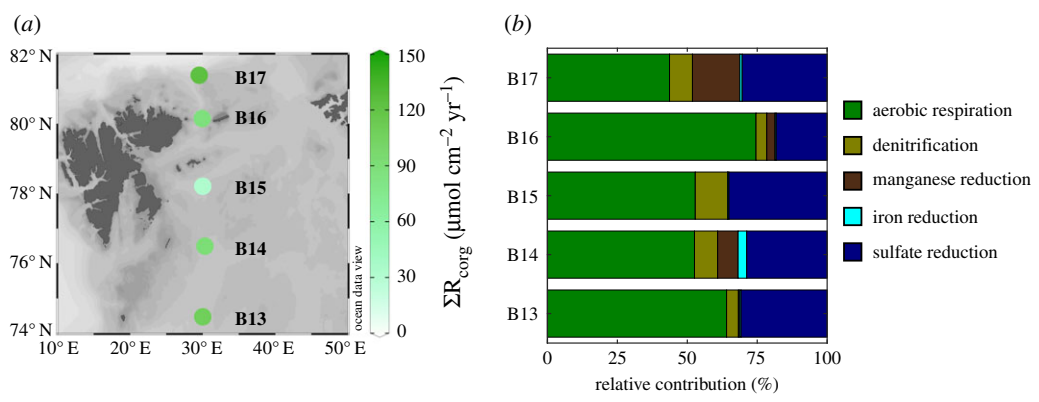 (a)
82° N
80° N
78° N
76° N
74° N
10° E
20° E
30° E
40° E
50° E
B17
B16
B15
B14
B13
ocean data view
150
120
90
60
30
0
ΣR_corg (µmol cm⁻² yr⁻¹)
(b)
B17
B16
B15
B14
B13
0
25
50
75
100
relative contribution (%)
aerobic respiration
denitrification
manganese reduction
iron reduction
sulfate reduction